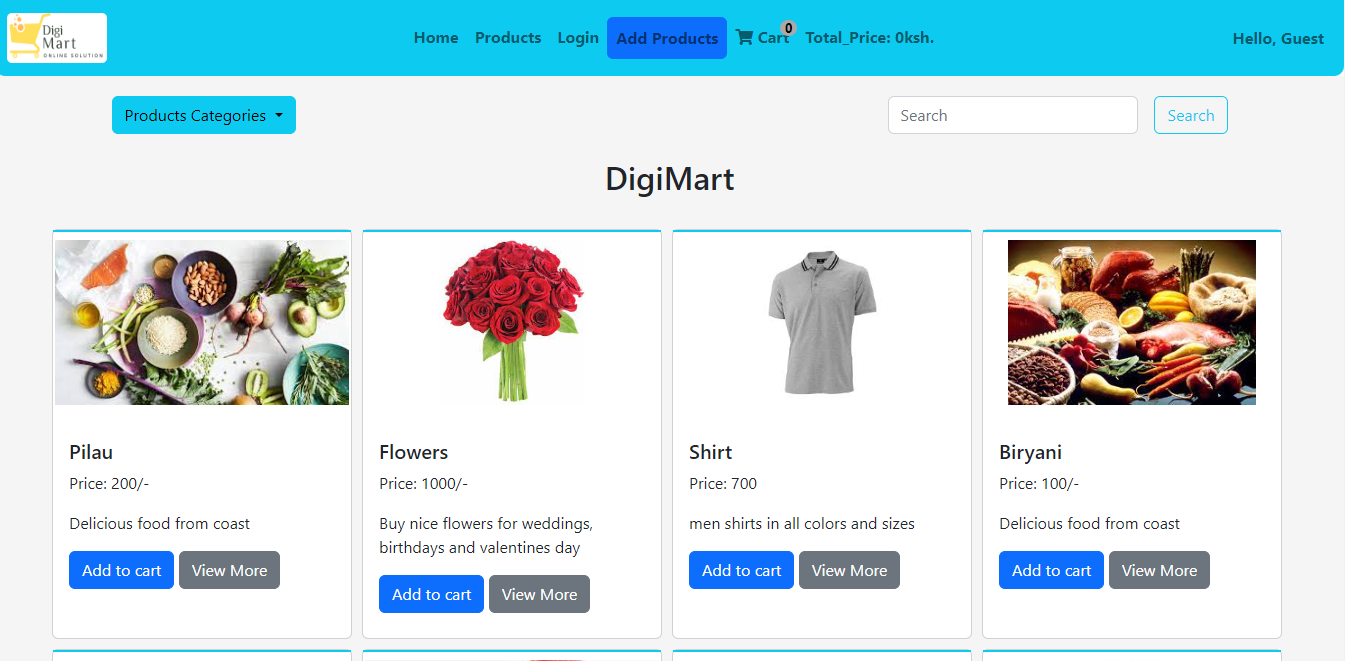 Digi
Mart
ONLINE SOLUTION
Home Products Login Add Products Cart 0 Total_Price: 0ksh. Hello, Guest
Products Categories Search Search
DigiMart
Pilau
Price: 200/-
Delicious food from coast
Add to cart View More
Flowers
Price: 1000/-
Buy nice flowers for weddings,
birthdays and valentines day
Add to cart View More
Shirt
Price: 700
men shirts in all colors and sizes
Add to cart View More
Biryani
Price: 100/-
Delicious food from coast
Add to cart View More